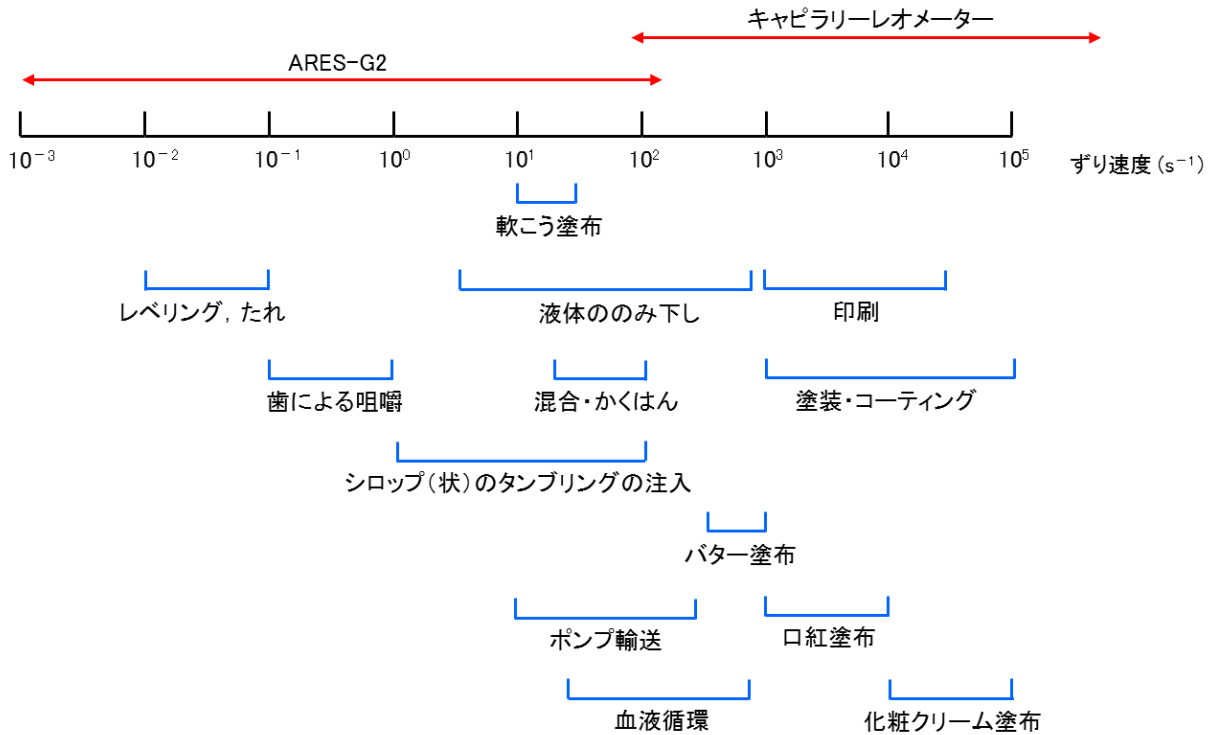 キャピラリーレオメーター
ARES-G2
10⁻³ 10⁻² 10⁻¹ 10⁰ 10¹ 10² 10³ 10⁴ 10⁵ ずり速度 (s⁻¹)
軟こう塗布
レベリング, たれ 液体ののみ下し 印刷
歯による咀嚼 混合・かくはん 塗装・コーティング
シロップ(状)のタンブリングの注入
バター塗布
ポンプ輸送 口紅塗布
血液循環 化粧クリーム塗布